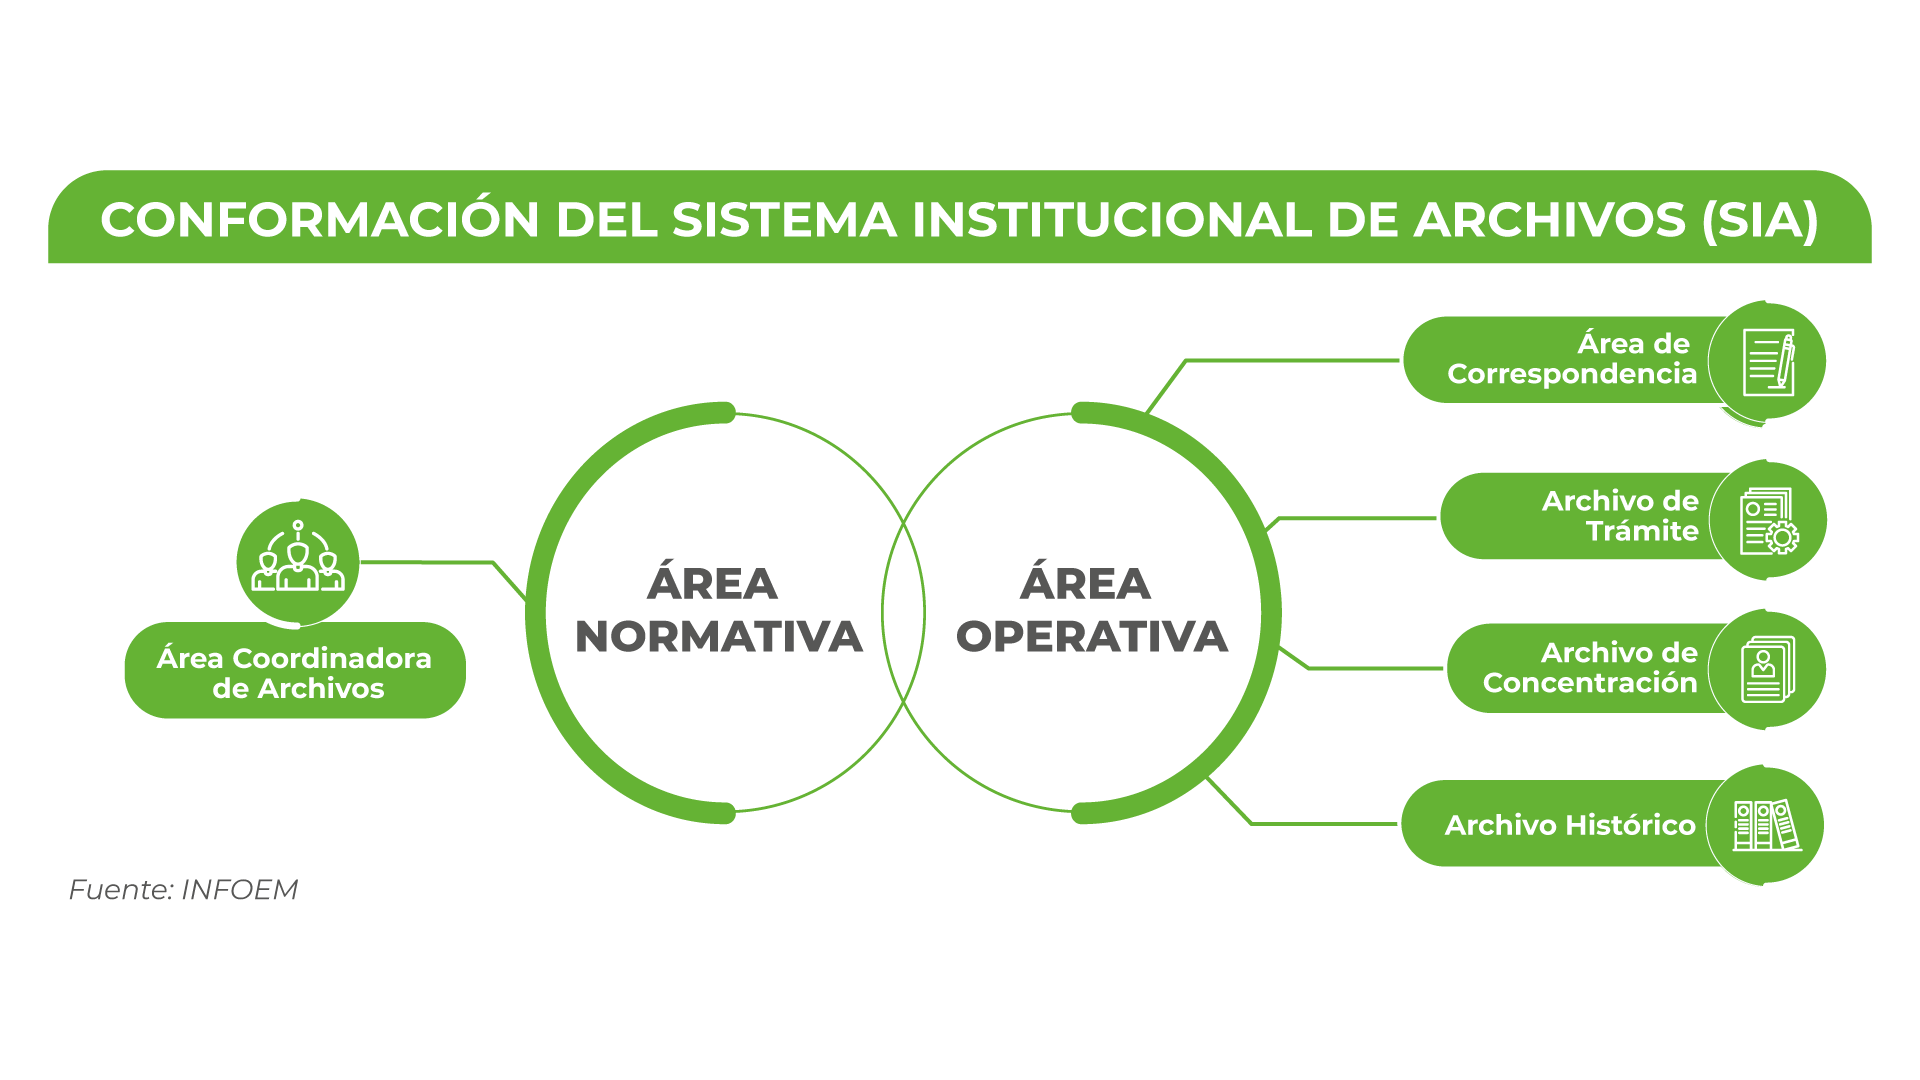 CONFORMACIÓN DEL SISTEMA INSTITUCIONAL DE ARCHIVOS (SIA)
Área Coordinadora
de Archivos
ÁREA
NORMATIVA
ÁREA
OPERATIVA
Área de
Correspondencia
Archivo de
Trámite
Archivo de
Concentración
Archivo Histórico
Fuente: INFOEM